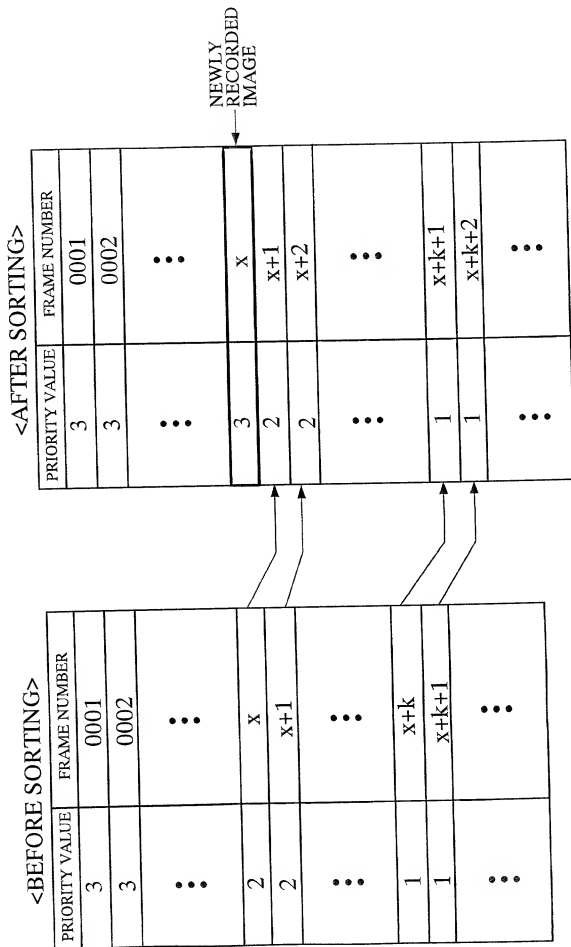 <BEFORE SORTING>
PRIORITY VALUE FRAME NUMBER
3 0001
3 0002
••• •••
2 x
2 x+1
••• •••
1 x+k
1 x+k+1
••• •••
<AFTER SORTING>
PRIORITY VALUE FRAME NUMBER
3 0001
3 0002
••• •••
3 x
2 x+1
2 x+2
••• •••
1 x+k+1
1 x+k+2
••• •••
NEWLY
RECORDED
IMAGE